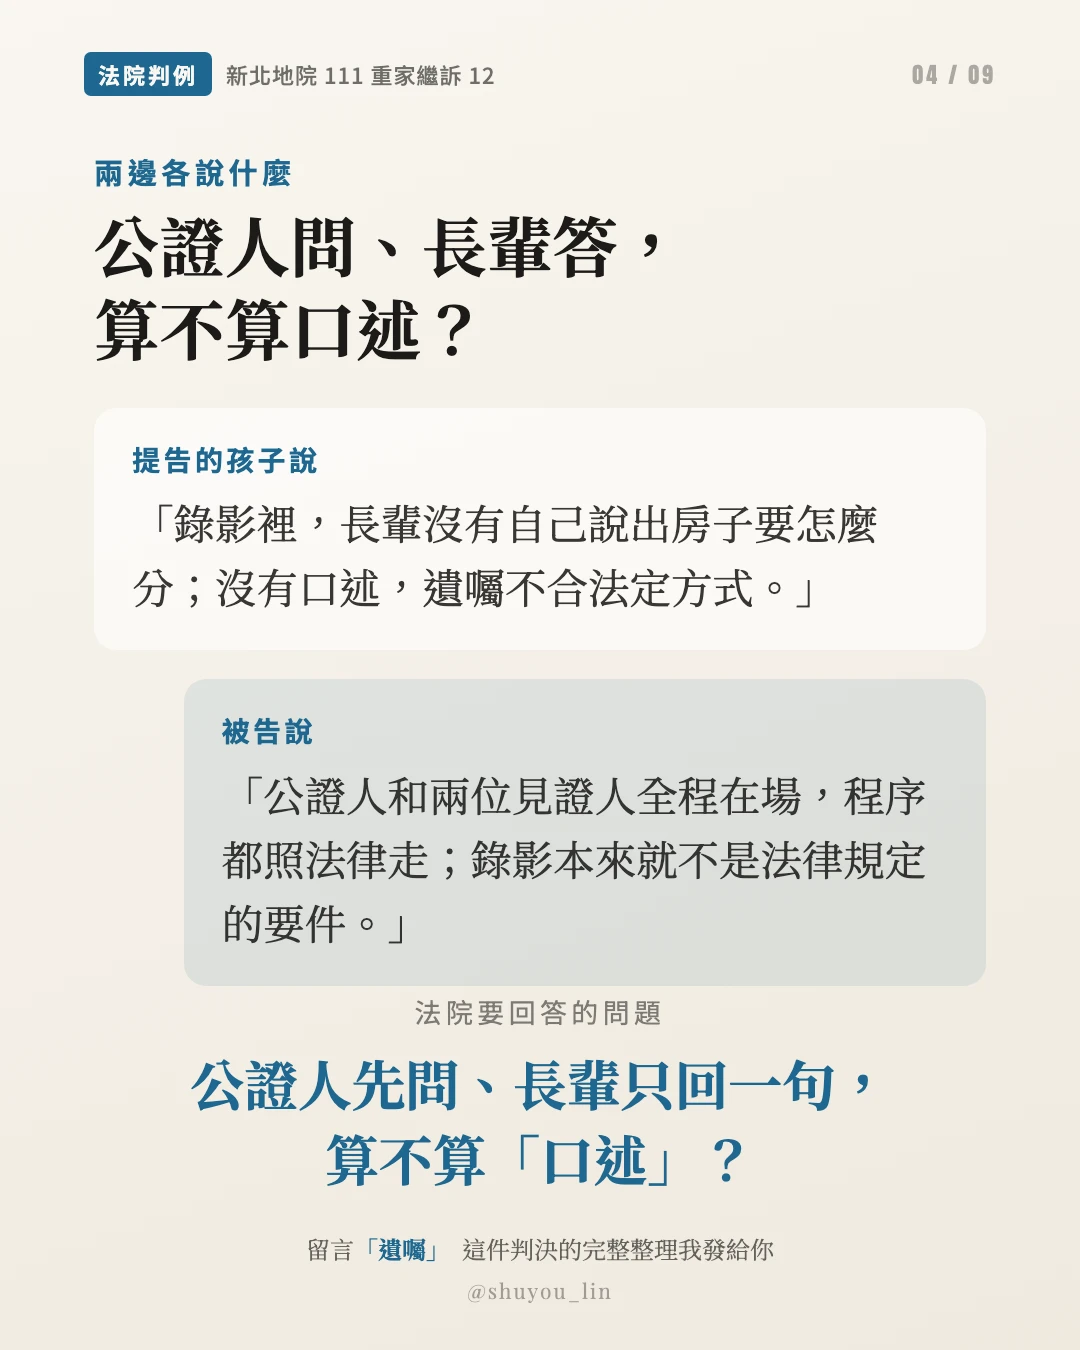 法院判例 新北地院 111 重家繼訴 12
04 / 09
兩邊各說什麼
公證人問、長輩答，
算不算口述？
提告的孩子說
「錄影裡，長輩沒有自己說出房子要怎麼
分；沒有口述，遺囑不合法定方式。」
被告說
「公證人和兩位見證人全程在場，程序
都照法律走；錄影本來就不是法律規定
的要件。」
法院要回答的問題
公證人先問、長輩只回一句，
算不算「口述」？
留言「遺囑」 這件判決的完整整理我發給你
@shuyou_lin